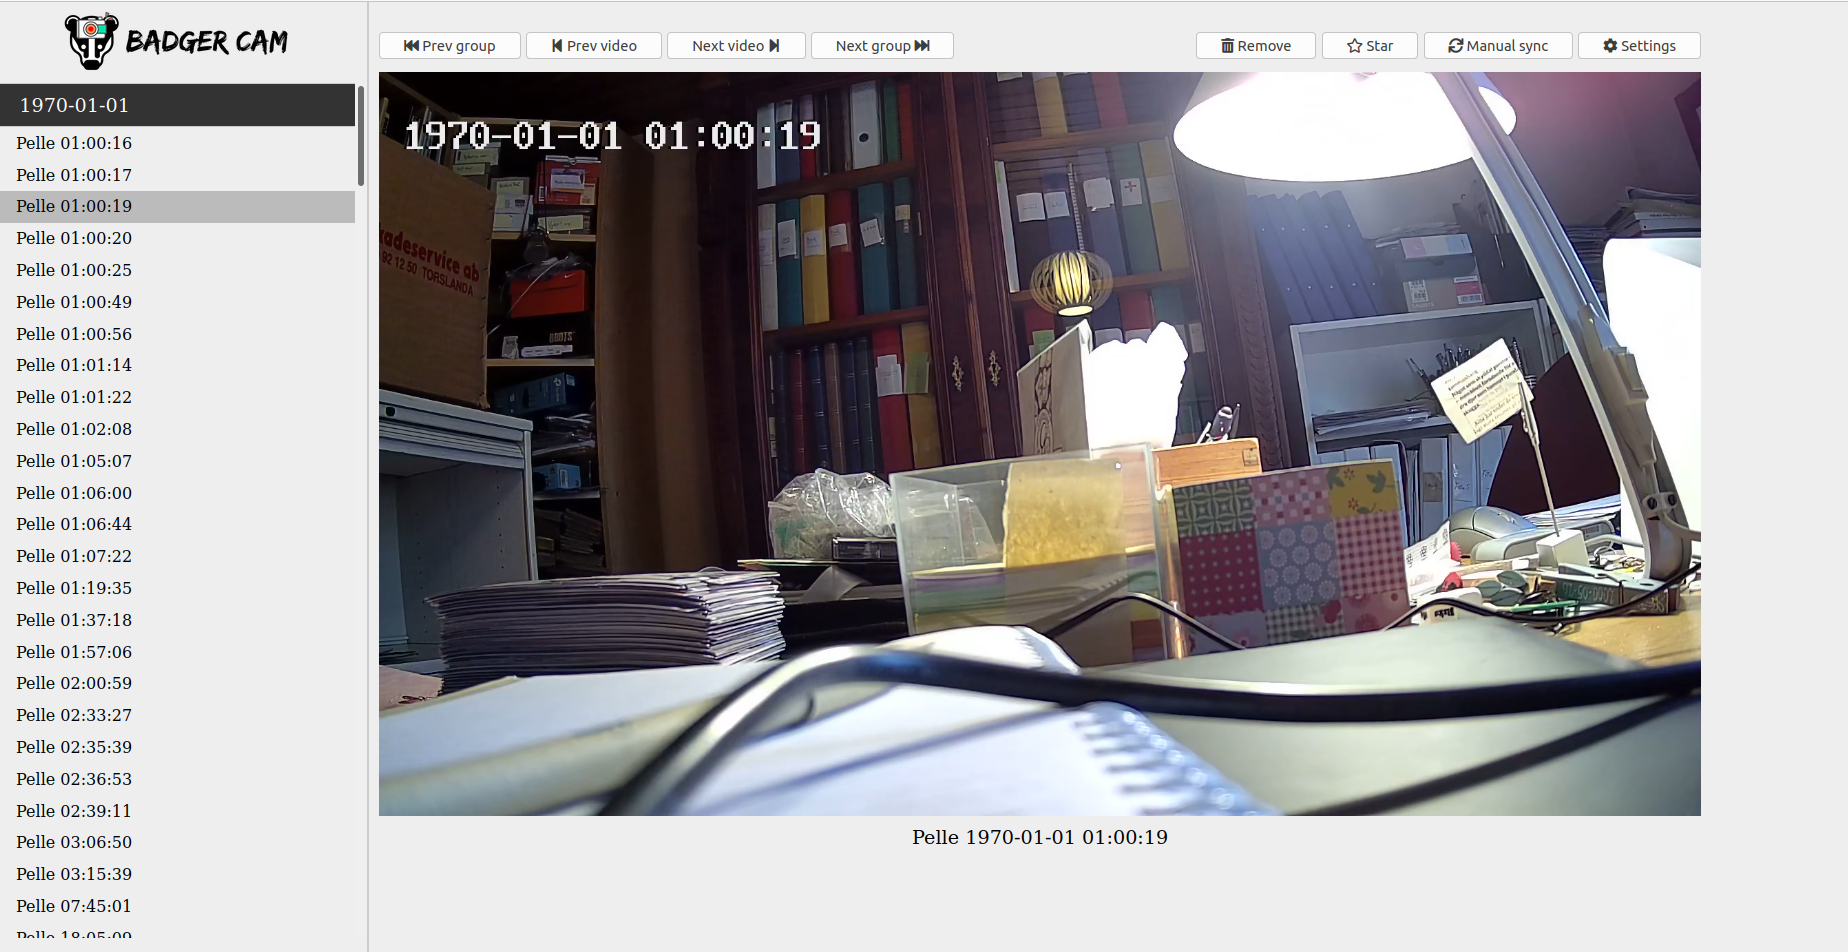 BADGER CAM
Prev group
Prev video
Next video
Next group
Remove
Star
Manual sync
Settings
1970-01-01
Pelle 01:00:16
Pelle 01:00:17
Pelle 01:00:19
Pelle 01:00:20
Pelle 01:00:25
Pelle 01:00:49
Pelle 01:00:56
Pelle 01:01:14
Pelle 01:01:22
Pelle 01:02:08
Pelle 01:05:07
Pelle 01:06:00
Pelle 01:06:44
Pelle 01:07:22
Pelle 01:19:35
Pelle 01:37:18
Pelle 01:57:06
Pelle 02:00:59
Pelle 02:33:27
Pelle 02:35:39
Pelle 02:36:53
Pelle 02:39:11
Pelle 03:06:50
Pelle 03:15:39
Pelle 07:45:01
Pelle 18:05:09
1970-01-01 01:00:19
adeservice ab
92 12 50 TORSLANDA
Pelle 1970-01-01 01:00:19